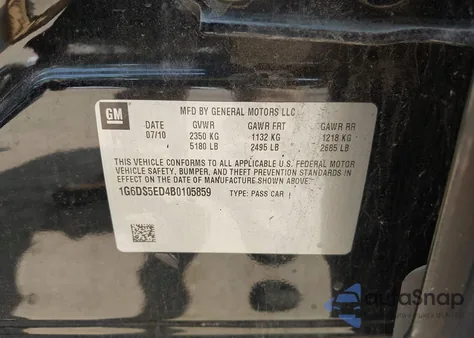 GM
MFD BY GENERAL MOTORS LLC
DATE GVWR GAWR FRT GAWR RR
07/10 2350 KG 1132 KG 1218 KG
5180 LB 2495 LB 2685 LB
THIS VEHICLE CONFORMS TO ALL APPLICABLE U.S. FEDERAL MOTOR
VEHICLE SAFETY, BUMPER, AND THEFT PREVENTION STANDARDS IN
EFFECT ON THE DATE OF MANUFACTURE SHOWN ABOVE.
1G6DS5ED4B0105859 TYPE: PASS CAR
autoSnap